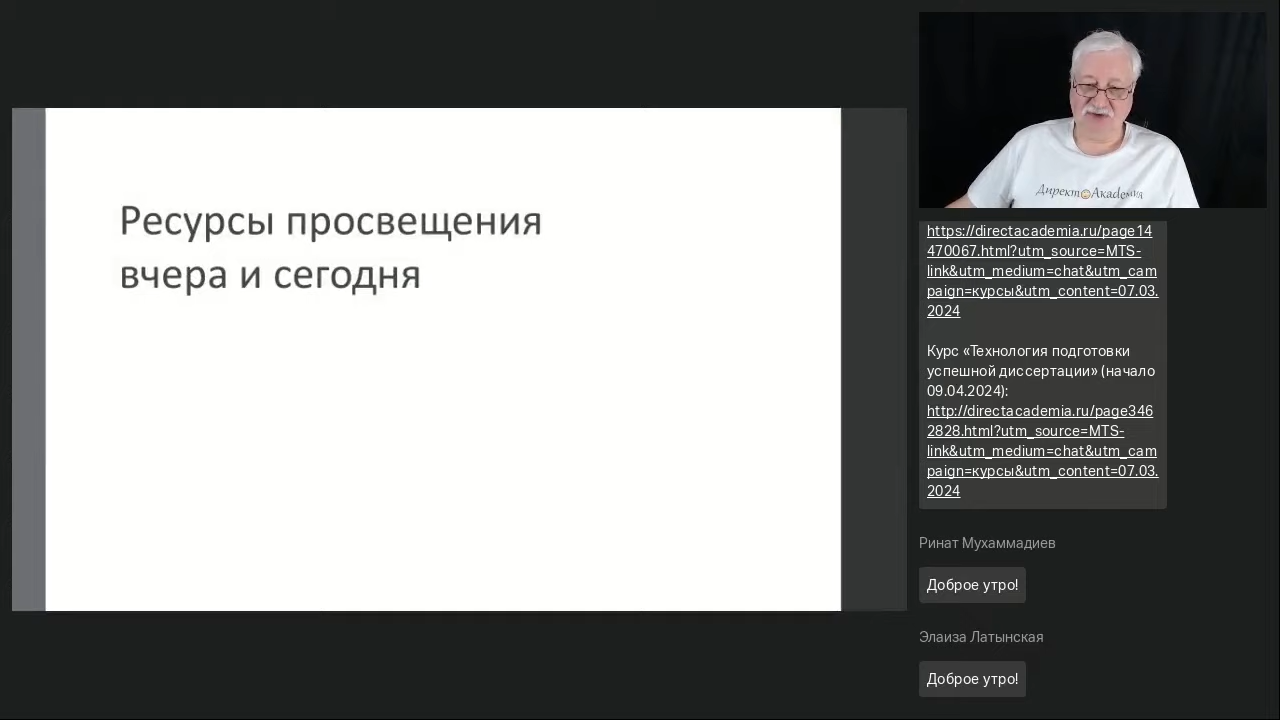 Ресурсы просвещения
вчера и сегодня
Директ Академия
https://directacademia.ru/page14
470067.html?utm_source=MTS-
link&utm_medium=chat&utm_cam
paign=курсы&utm_content=07.03.
2024
Курс «Технология подготовки
успешной диссертации» (начало
09.04.2024):
http://directacademia.ru/page346
2828.html?utm_source=MTS-
link&utm_medium=chat&utm_cam
paign=курсы&utm_content=07.03.
2024
Ринат Мухаммадиев
Доброе утро!
Элаиза Латынская
Доброе утро!